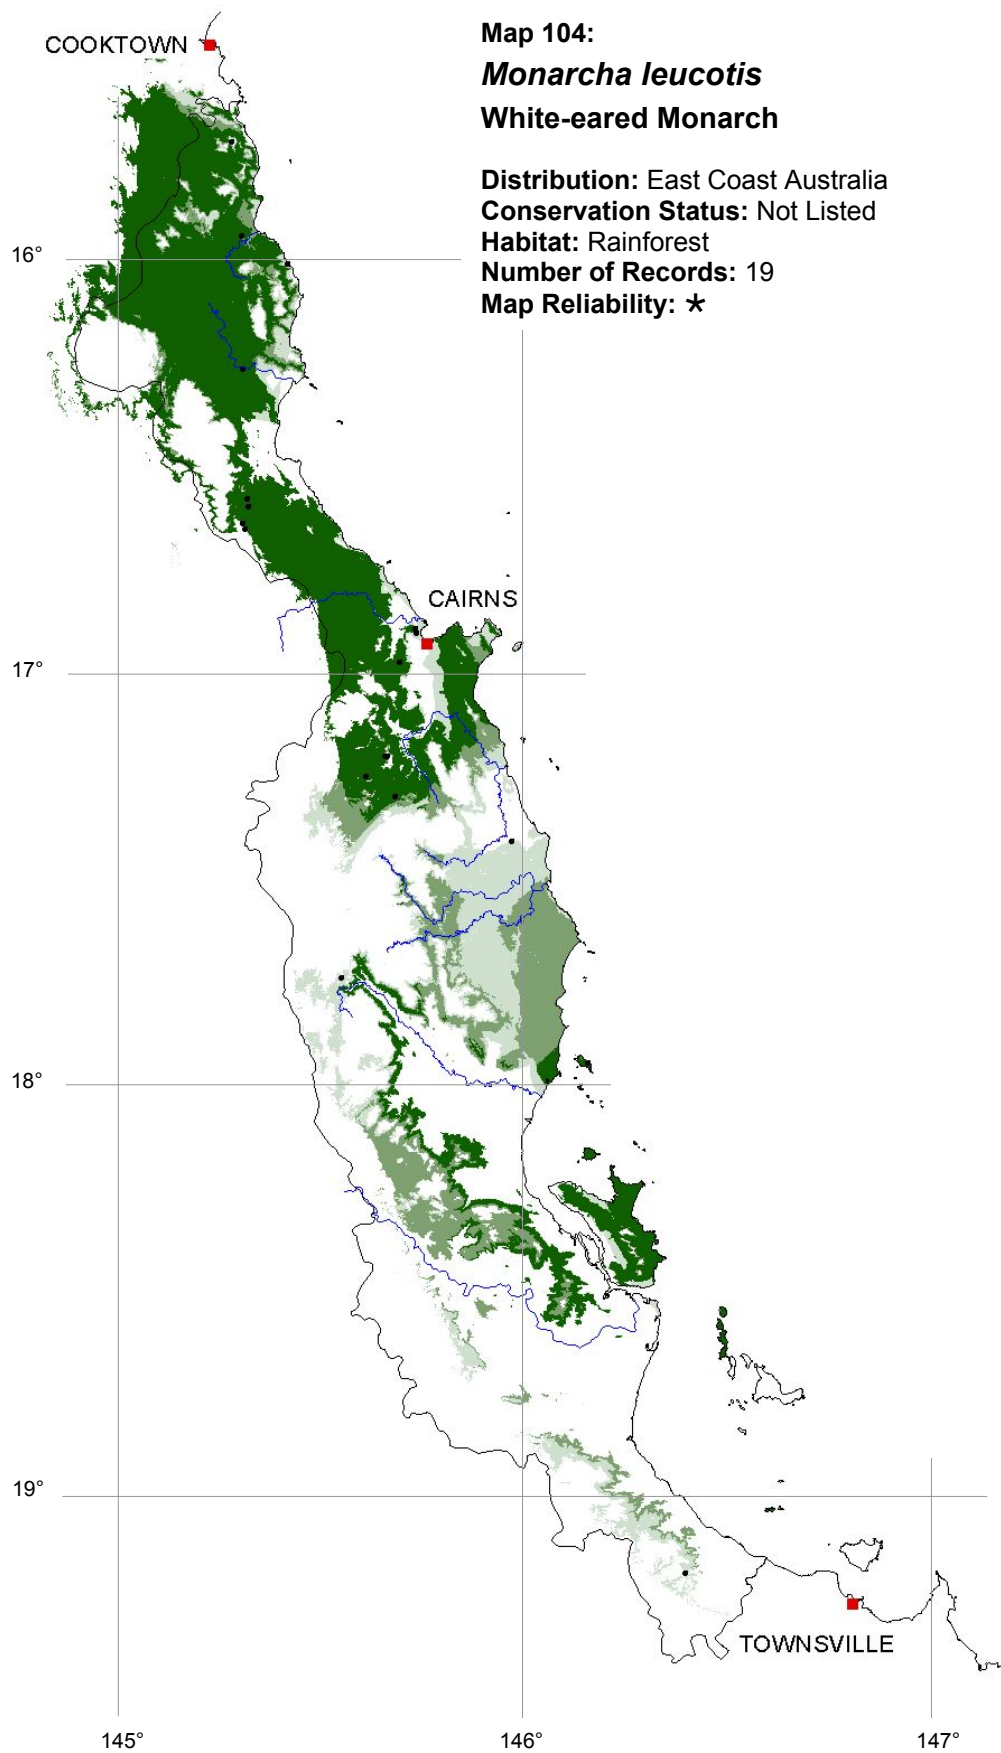 COOKTOWN
Map 104:
Monarcha leucotis
White-eared Monarch
Distribution: East Coast Australia
Conservation Status: Not Listed
Habitat: Rainforest
Number of Records: 19
Map Reliability: *
16°
CAIRNS
17°
18°
19°
TOWNSVILLE
145°
146°
147°